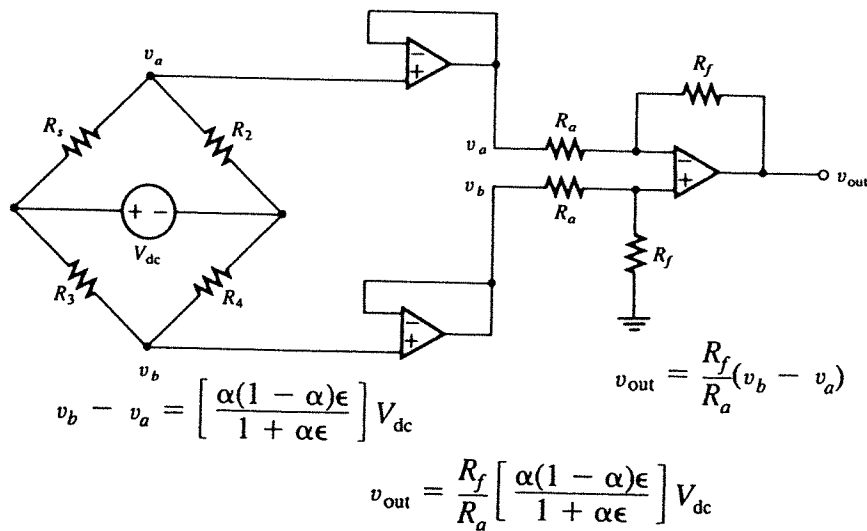 v_a
R_s
R_2
+ −
V_dc
R_3
R_4
v_b
−
+
−
+
v_a
v_b
R_a
R_a
R_f
−
+
R_f
v_out
v_b − v_a = [ α(1 − α)ϵ / 1 + αϵ ] V_dc
v_out = R_f / R_a (v_b − v_a)
v_out = R_f / R_a [ α(1 − α)ϵ / 1 + αϵ ] V_dc